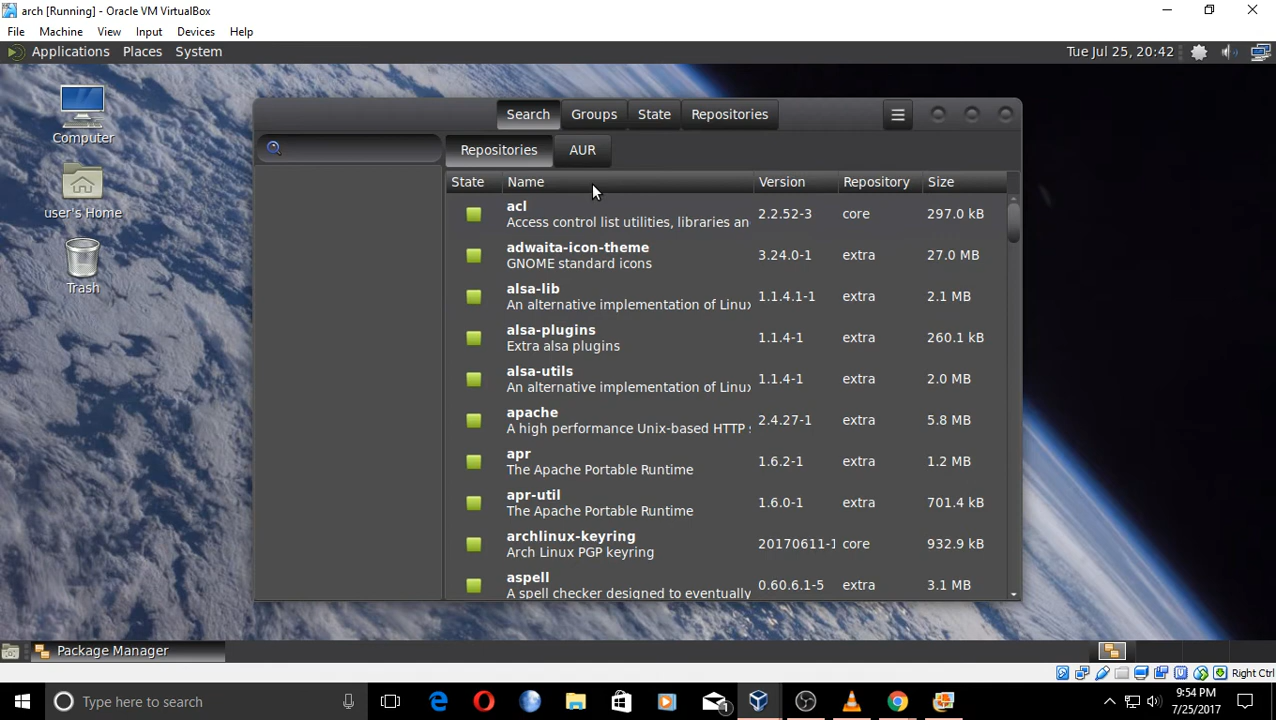 arch [Running] - Oracle VM VirtualBox
File Machine View Input Devices Help
Applications Places System Tue Jul 25, 20:42
Computer
user's Home
Trash
Search Groups State Repositories
Repositories AUR
State Name Version Repository Size
acl
Access control list utilities, libraries an
2.2.52-3 core 297.0 kB
adwaita-icon-theme
GNOME standard icons
3.24.0-1 extra 27.0 MB
alsa-lib
An alternative implementation of Linux
1.1.4.1-1 extra 2.1 MB
alsa-plugins
Extra alsa plugins
1.1.4-1 extra 260.1 kB
alsa-utils
An alternative implementation of Linux
1.1.4-1 extra 2.0 MB
apache
A high performance Unix-based HTTP s
2.4.27-1 extra 5.8 MB
apr
The Apache Portable Runtime
1.6.2-1 extra 1.2 MB
apr-util
The Apache Portable Runtime
1.6.0-1 extra 701.4 kB
archlinux-keyring
Arch Linux PGP keyring
20170611-1 core 932.9 kB
aspell
A spell checker designed to eventually
0.60.6.1-5 extra 3.1 MB
Package Manager
Right Ctrl
Type here to search
1
9:54 PM
7/25/2017